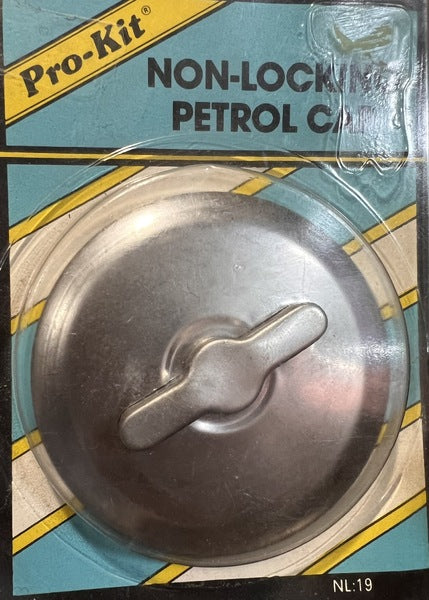 Pro-Kit®
NON-LOCKING
PETROL CAP
NL:19